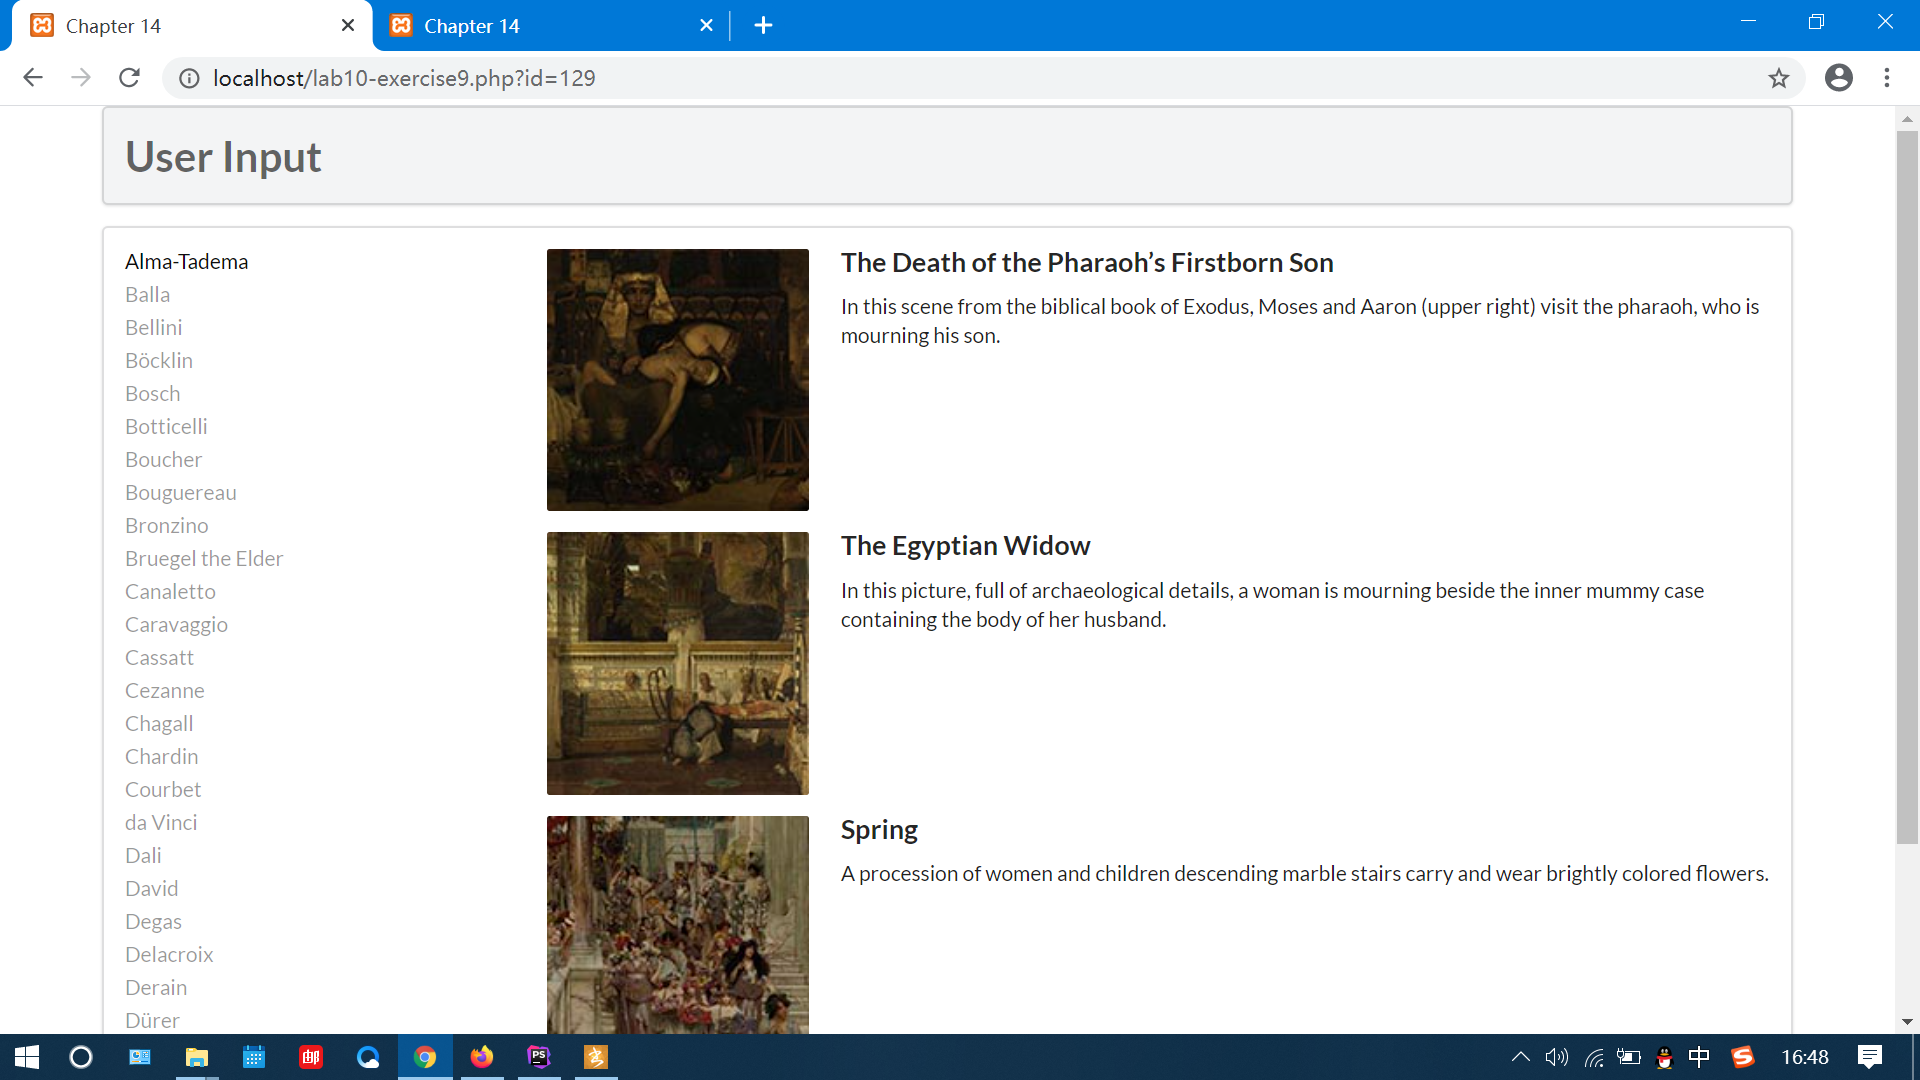 Chapter 14
Chapter 14
localhost/lab10-exercise9.php?id=129
User Input
Alma-Tadema
Balla
Bellini
Böcklin
Bosch
Botticelli
Boucher
Bouguereau
Bronzino
Bruegel the Elder
Canaletto
Caravaggio
Cassatt
Cezanne
Chagall
Chardin
Courbet
da Vinci
Dali
David
Degas
Delacroix
Derain
Dürer
The Death of the Pharaoh’s Firstborn Son
In this scene from the biblical book of Exodus, Moses and Aaron (upper right) visit the pharaoh, who is
mourning his son.
The Egyptian Widow
In this picture, full of archaeological details, a woman is mourning beside the inner mummy case
containing the body of her husband.
Spring
A procession of women and children descending marble stairs carry and wear brightly colored flowers.
邮
PS
中
S
16:48